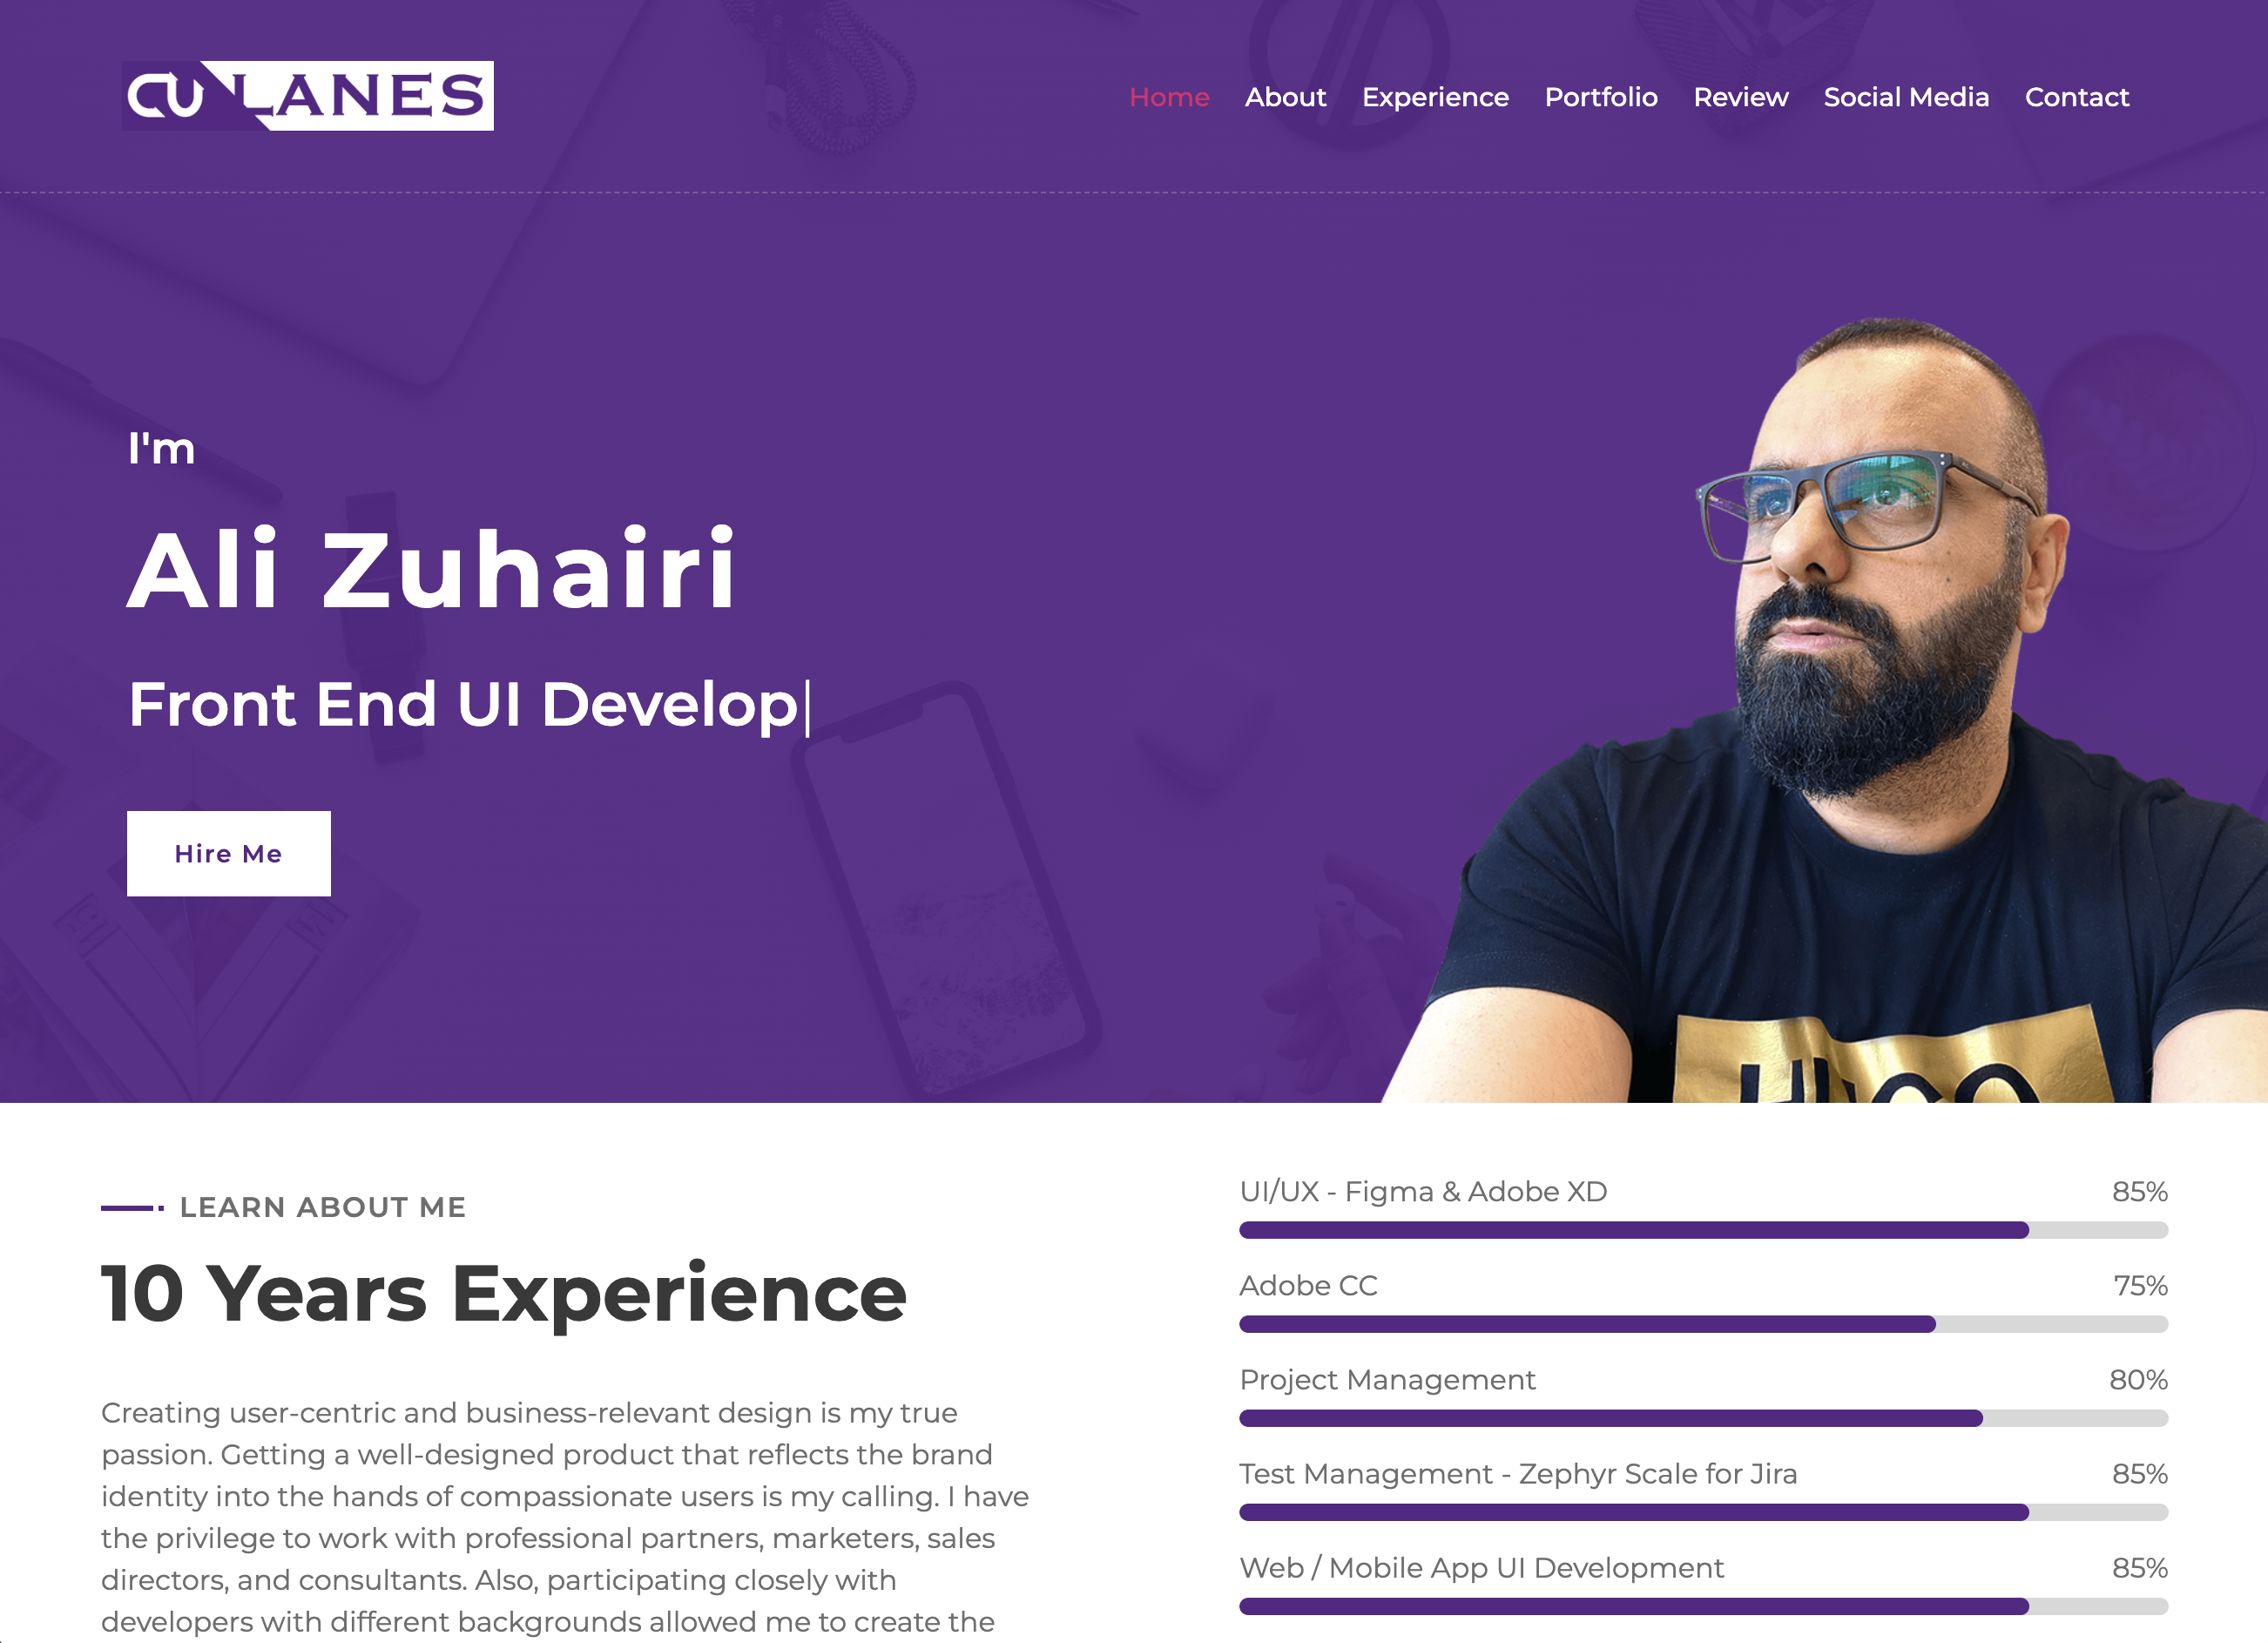 CU LANES
Home About Experience Portfolio Review Social Media Contact
I'm
Ali Zuhairi
Front End UI Develop
Hire Me
LEARN ABOUT ME
10 Years Experience
Creating user-centric and business-relevant design is my true
passion. Getting a well-designed product that reflects the brand
identity into the hands of compassionate users is my calling. I have
the privilege to work with professional partners, marketers, sales
directors, and consultants. Also, participating closely with
developers with different backgrounds allowed me to create the
UI/UX - Figma & Adobe XD 85%
Adobe CC 75%
Project Management 80%
Test Management - Zephyr Scale for Jira 85%
Web / Mobile App UI Development 85%